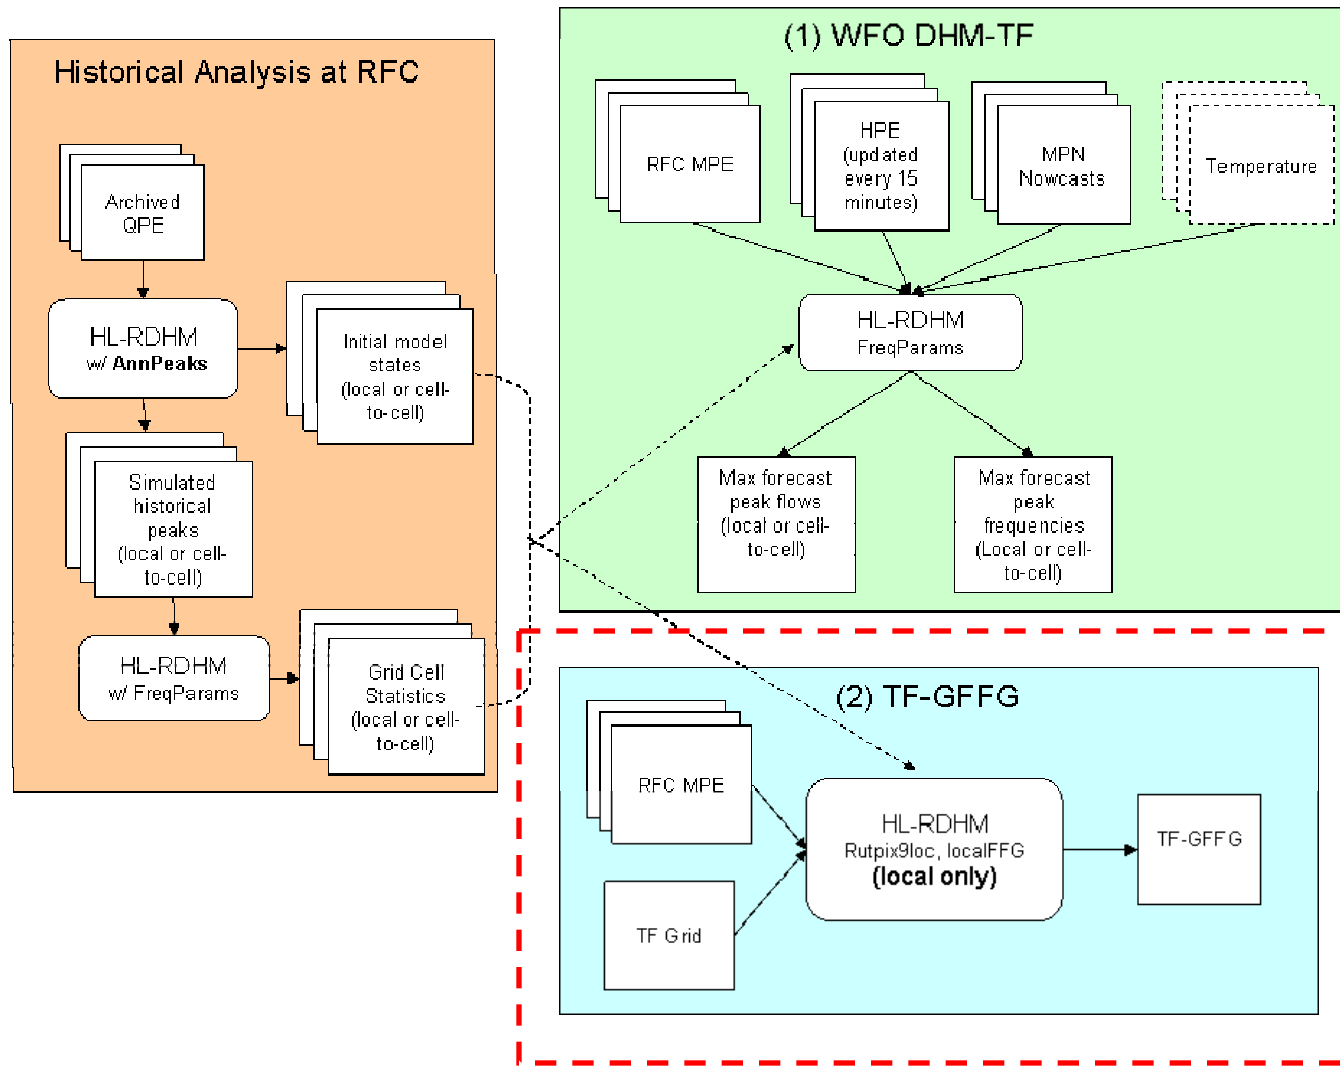 Historical Analysis at RFC
Archived
QPE
HL-RDHM
w/ AnnPeaks
Initial model
states
(local or cell-
to-cell)
Simulated
historical
peaks
(local or cell-
to-cell)
HL-RDHM
w/ FreqParams
Grid Cell
Statistics
(local or cell-
to-cell)
(1) WFO DHM-TF
RFC MPE
HPE
(updated
every 15
minutes)
MPN
Nowcasts
Temperature
HL-RDHM
FreqParams
Max forecast
peak flows
(local or cell-
to-cell)
Max forecast
peak
frequencies
(Local or cell-
to-cell)
(2) TF-GFFG
RFC MPE
TF Grid
HL-RDHM
Rutpix9loc, localFFG
(local only)
TF-GFFG